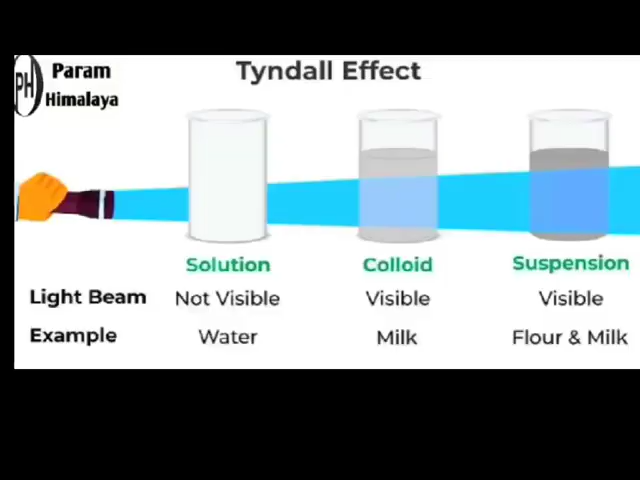 PH Param
Himalaya
Tyndall Effect
Solution Colloid Suspension
Light Beam Not Visible Visible Visible
Example Water Milk Flour & Milk